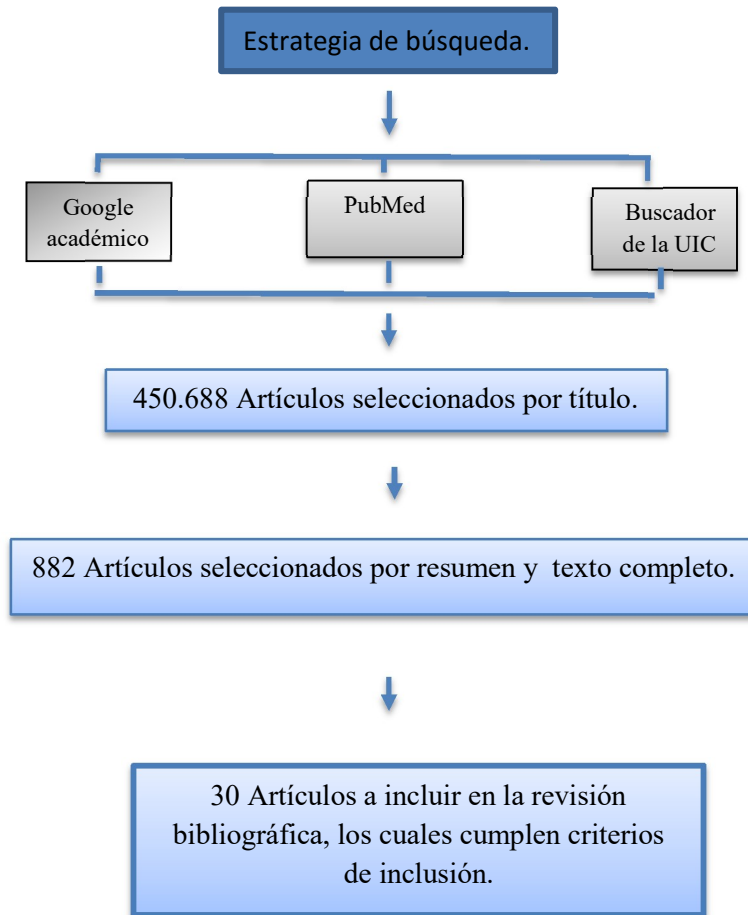 Estrategia de búsqueda.
Google
académico
PubMed
Buscador
de la UIC
450.688 Artículos seleccionados por título.
882 Artículos seleccionados por resumen y texto completo.
30 Artículos a incluir en la revisión
bibliográfica, los cuales cumplen criterios
de inclusión.